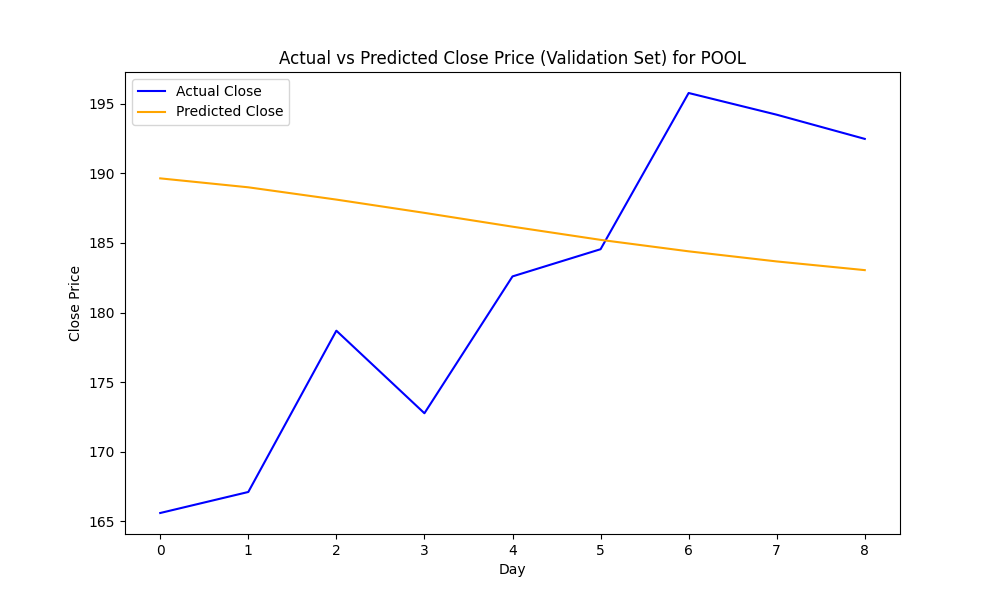 Actual vs Predicted Close Price (Validation Set) for POOL
Actual Close
Predicted Close
195
190
185
180
175
170
165
Close Price
0 1 2 3 4 5 6 7 8
Day